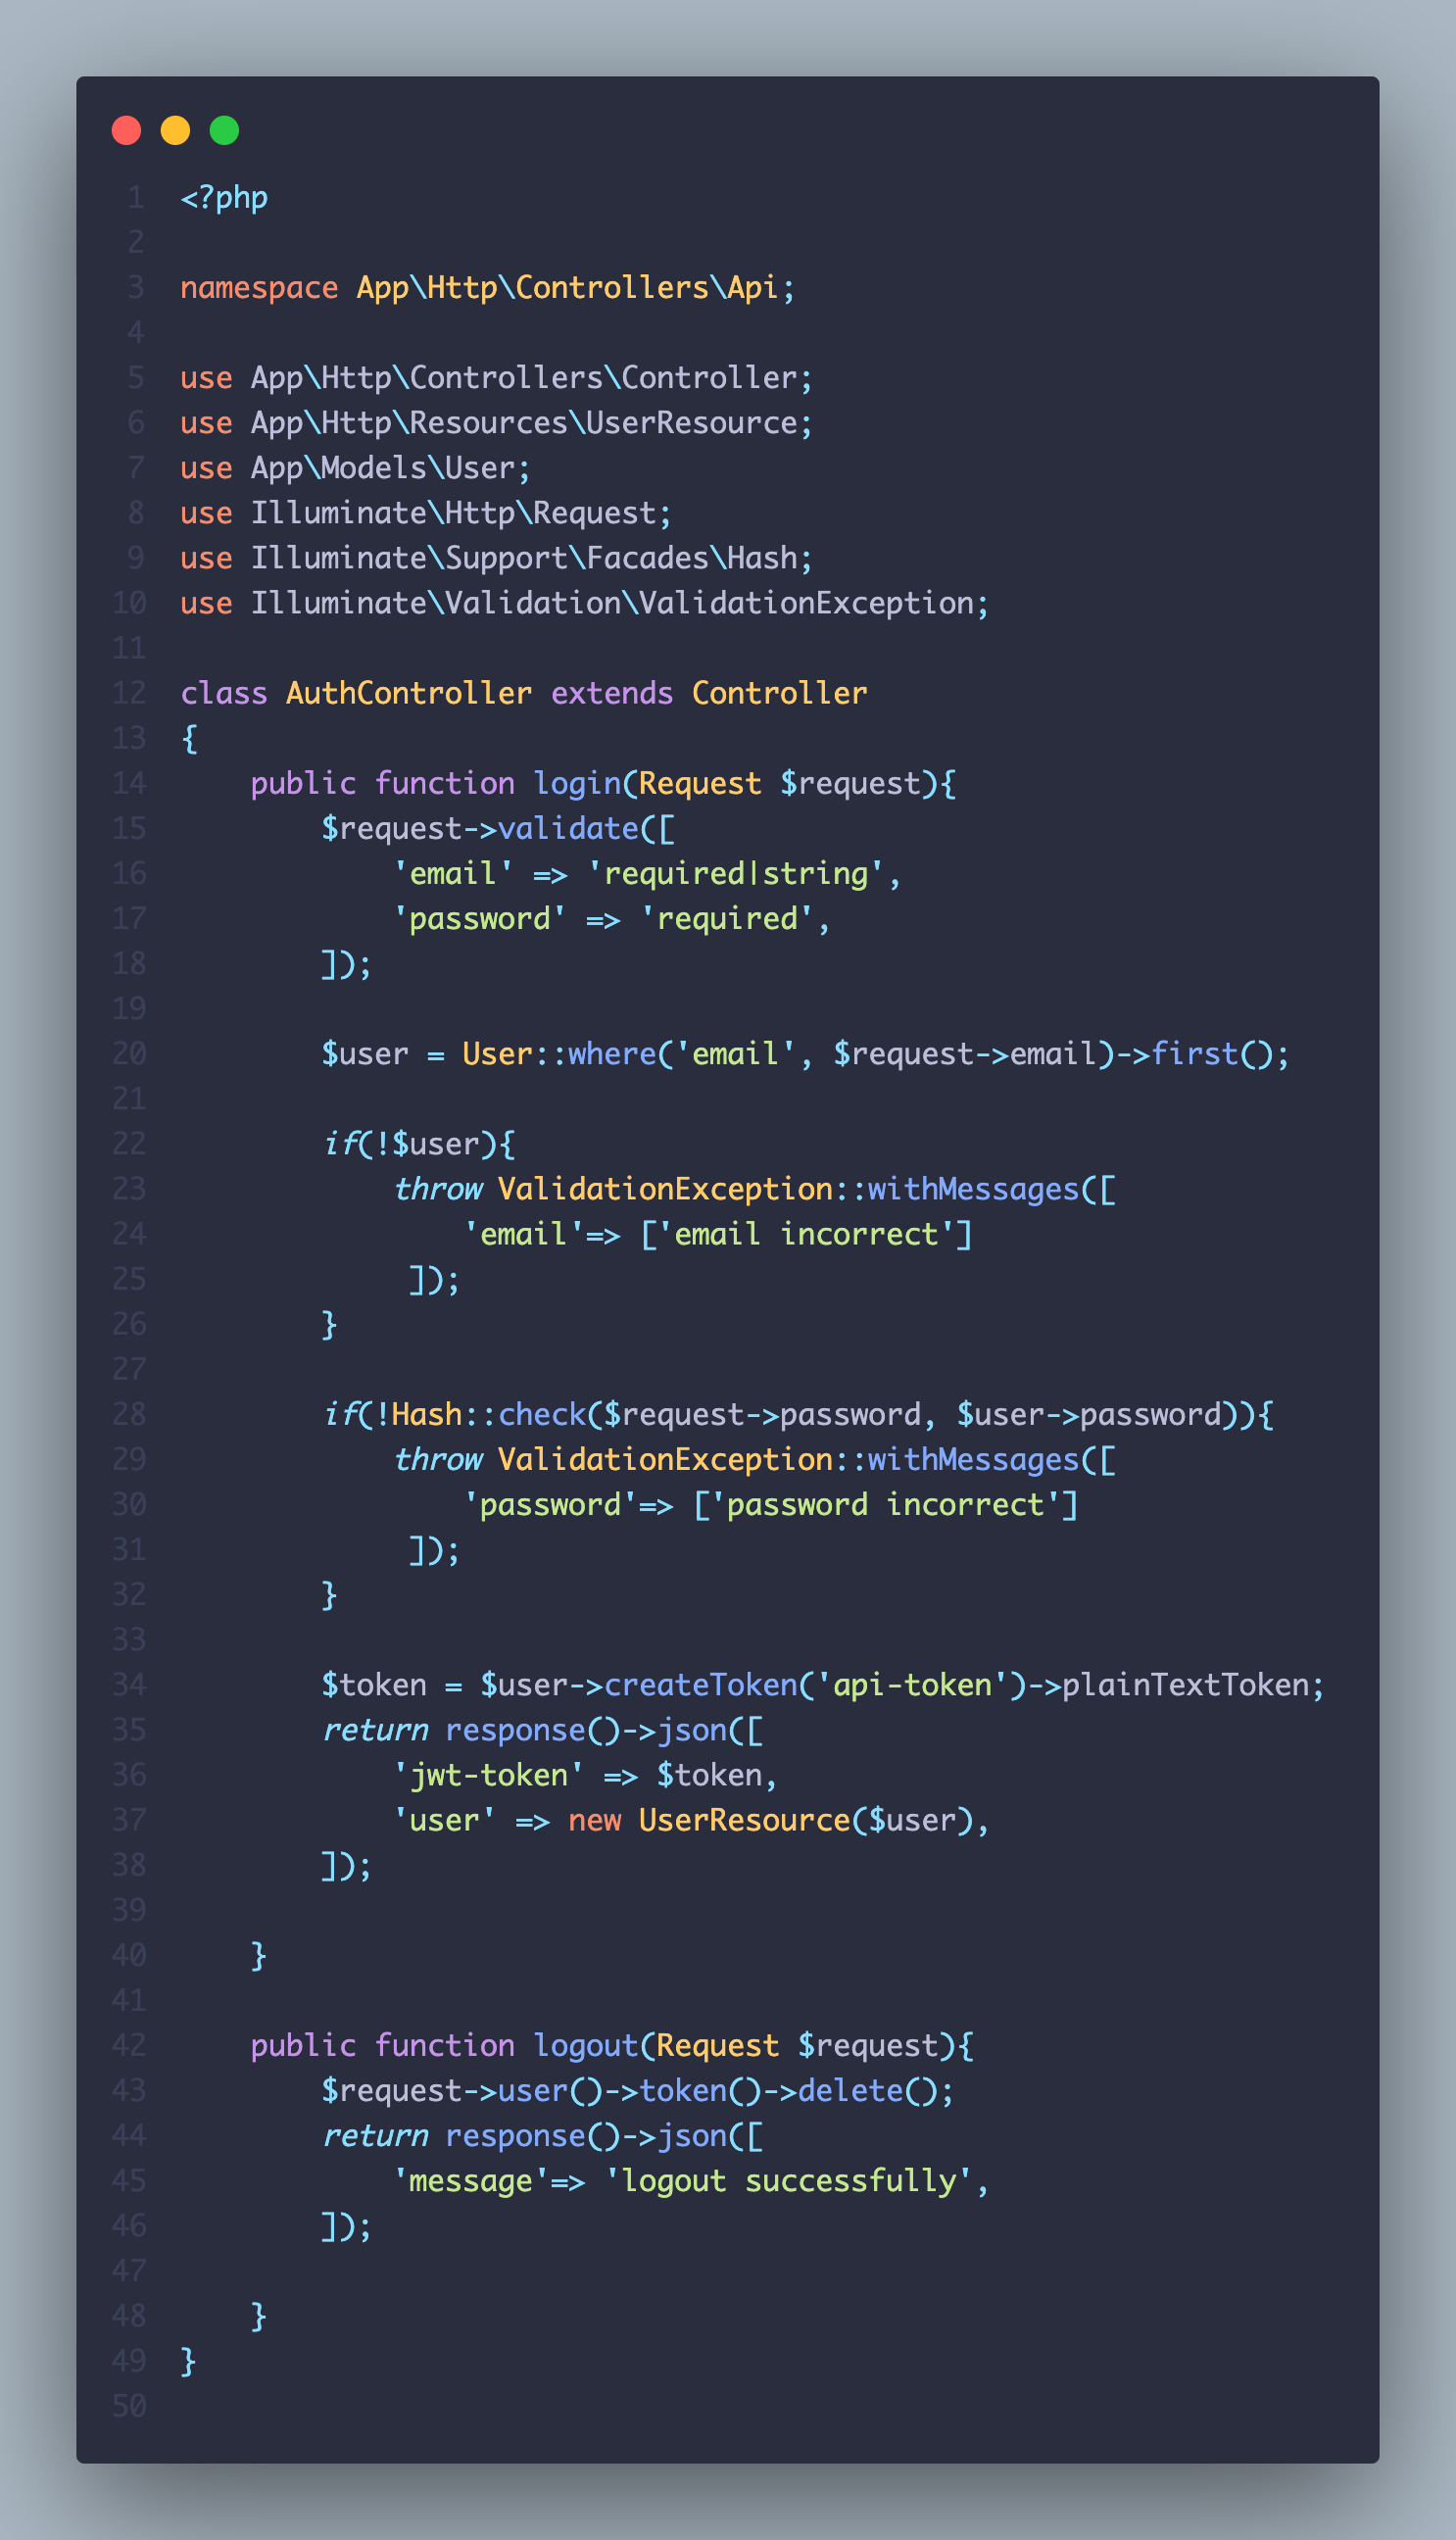 1 <?php
2
3 namespace App\Http\Controllers\Api;
4
5 use App\Http\Controllers\Controller;
6 use App\Http\Resources\UserResource;
7 use App\Models\User;
8 use Illuminate\Http\Request;
9 use Illuminate\Support\Facades\Hash;
10 use Illuminate\Validation\ValidationException;
11
12 class AuthController extends Controller
13 {
14     public function login(Request $request){
15         $request->validate([
16             'email' => 'required|string',
17             'password' => 'required',
18         ]);
19
20         $user = User::where('email', $request->email)->first();
21
22         if(!$user){
23             throw ValidationException::withMessages([
24                 'email'=> ['email incorrect']
25              ]);
26         }
27
28         if(!Hash::check($request->password, $user->password)){
29             throw ValidationException::withMessages([
30                 'password'=> ['password incorrect']
31              ]);
32         }
33
34         $token = $user->createToken('api-token')->plainTextToken;
35         return response()->json([
36             'jwt-token' => $token,
37             'user' => new UserResource($user),
38         ]);
39
40     }
41
42     public function logout(Request $request){
43         $request->user()->token()->delete();
44         return response()->json([
45             'message'=> 'logout successfully',
46         ]);
47
48     }
49 }
50